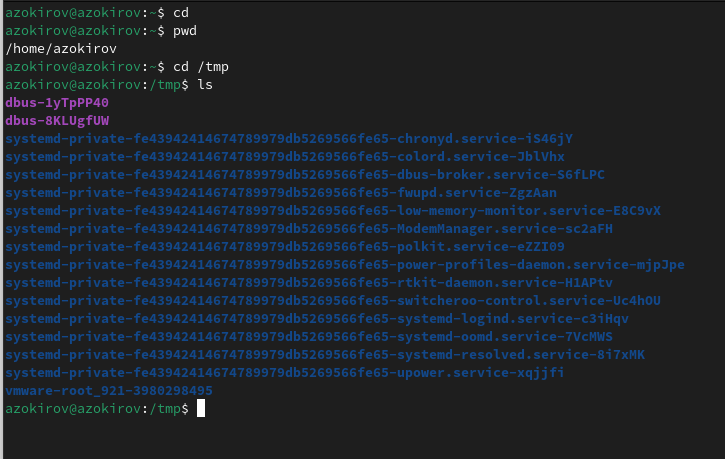 azokirov@azokirov:~$ cd
azokirov@azokirov:~$ pwd
/home/azokirov
azokirov@azokirov:~$ cd /tmp
azokirov@azokirov:/tmp$ ls
dbus-1yTpPP40
dbus-8KLUgfUW
systemd-private-fe43942414674789979db5269566fe65-chronyd.service-iS46jY
systemd-private-fe43942414674789979db5269566fe65-colord.service-JblVhx
systemd-private-fe43942414674789979db5269566fe65-dbus-broker.service-S6fLPC
systemd-private-fe43942414674789979db5269566fe65-fwupd.service-ZgzAan
systemd-private-fe43942414674789979db5269566fe65-low-memory-monitor.service-E8C9vX
systemd-private-fe43942414674789979db5269566fe65-ModemManager.service-sc2aFH
systemd-private-fe43942414674789979db5269566fe65-polkit.service-eZZI09
systemd-private-fe43942414674789979db5269566fe65-power-profiles-daemon.service-mjpJpe
systemd-private-fe43942414674789979db5269566fe65-rtkit-daemon.service-H1APtv
systemd-private-fe43942414674789979db5269566fe65-switcheroo-control.service-Uc4hOU
systemd-private-fe43942414674789979db5269566fe65-systemd-logind.service-c3iHqv
systemd-private-fe43942414674789979db5269566fe65-systemd-oomd.service-7VcMWS
systemd-private-fe43942414674789979db5269566fe65-systemd-resolved.service-8i7xMK
systemd-private-fe43942414674789979db5269566fe65-upower.service-xqjjfi
vmware-root_921-3980298495
azokirov@azokirov:/tmp$